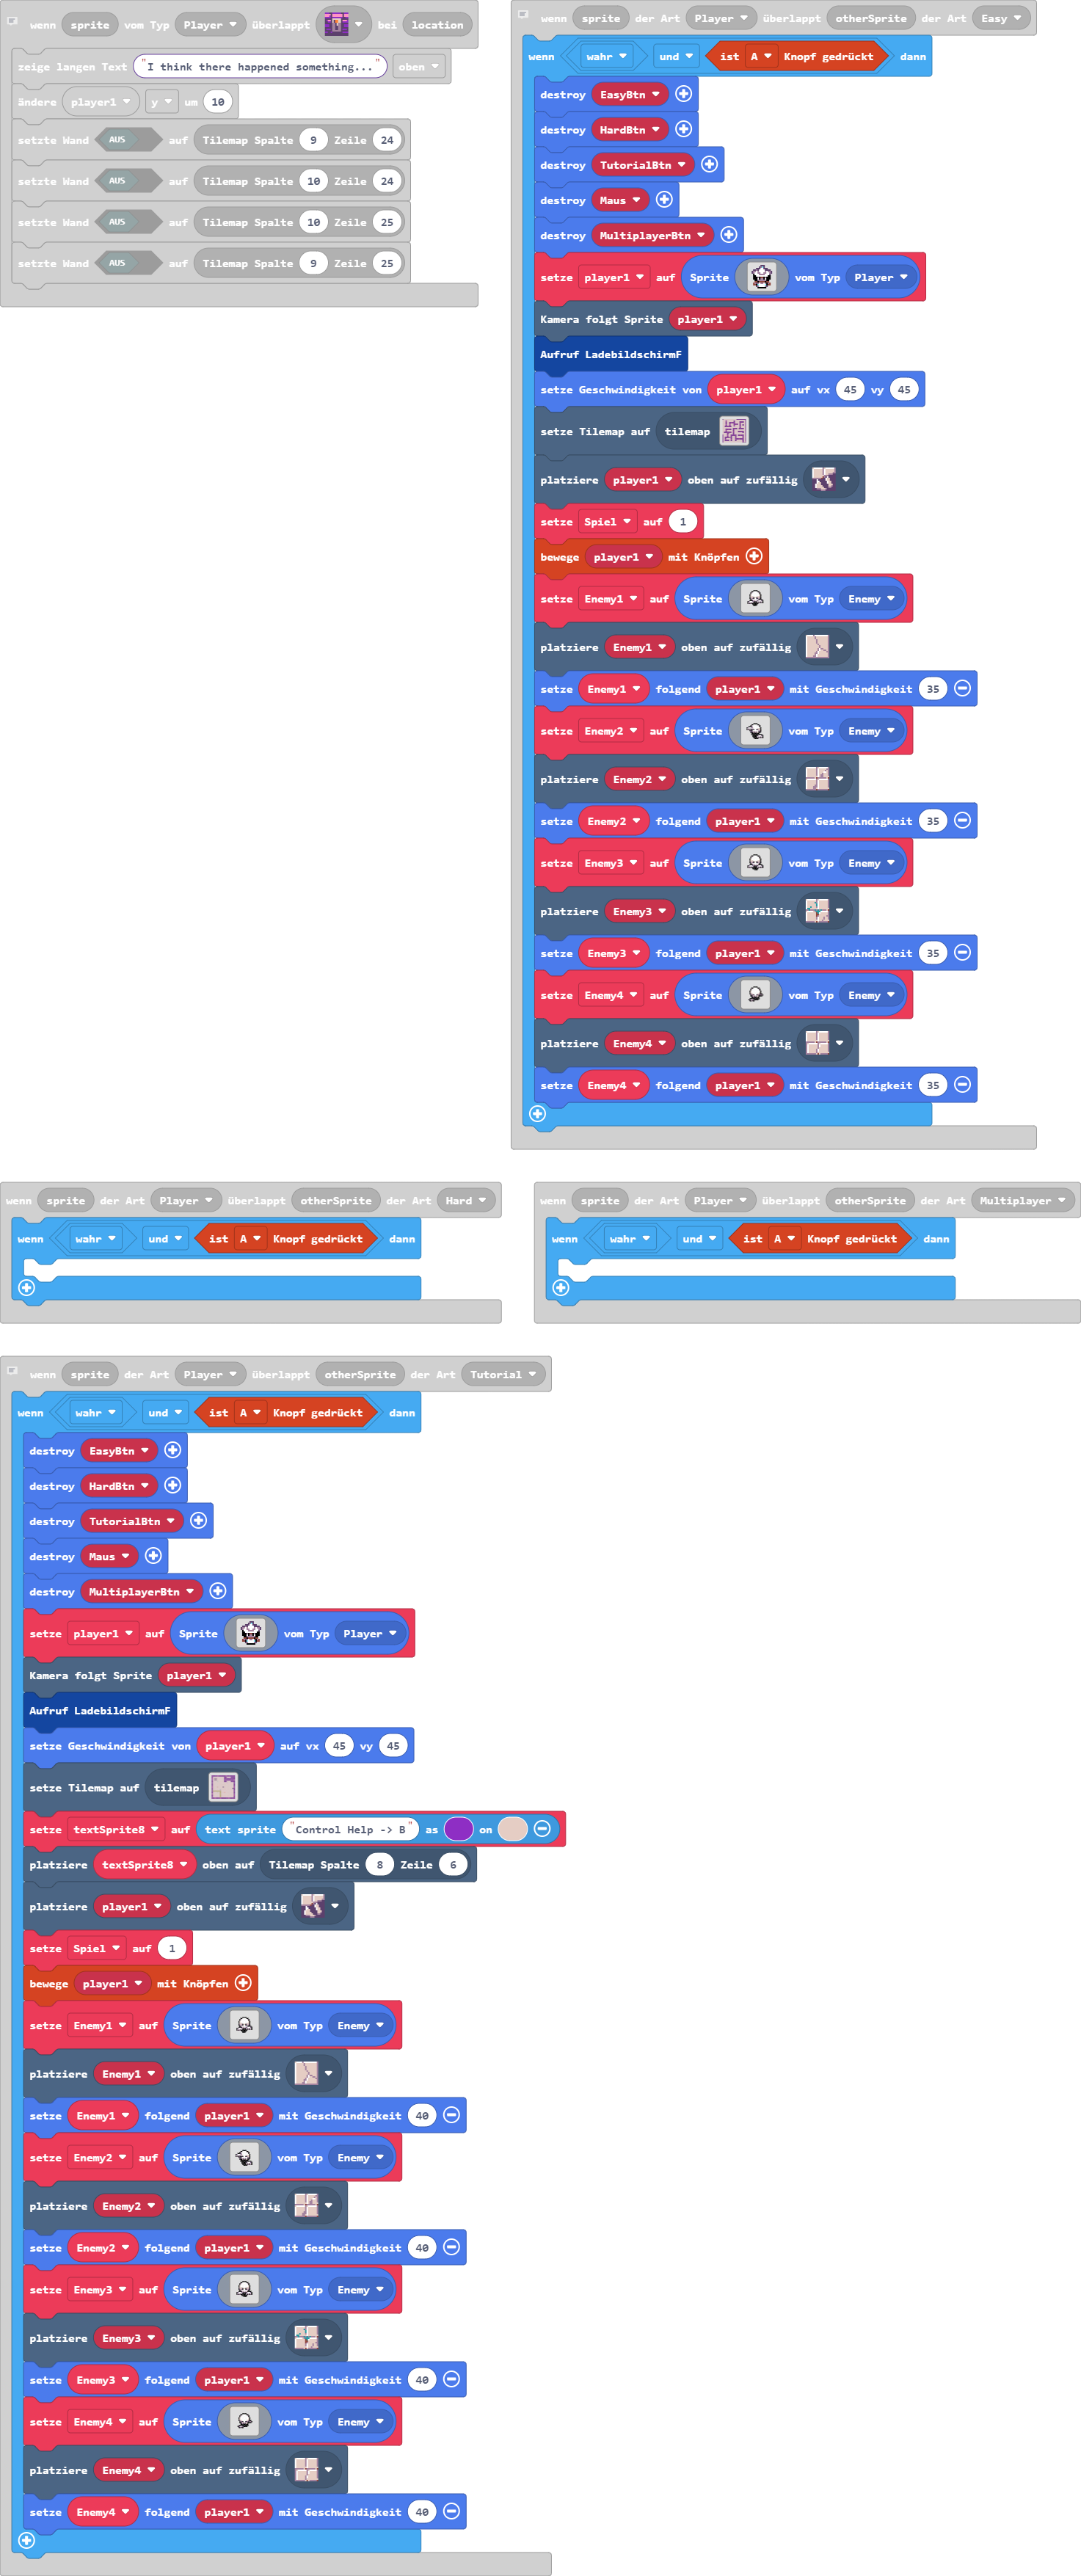 wenn sprite vom Typ Player überlappt bei location
zeige langen Text "I think there happened something..." oben
ändere player1 y um 10
setzte Wand AUS auf Tilemap Spalte 9 Zeile 24
setzte Wand AUS auf Tilemap Spalte 10 Zeile 24
setzte Wand AUS auf Tilemap Spalte 10 Zeile 25
setzte Wand AUS auf Tilemap Spalte 9 Zeile 25
wenn sprite der Art Player überlappt otherSprite der Art Easy
wenn wahr und ist A Knopf gedrückt dann
destroy EasyBtn
destroy HardBtn
destroy TutorialBtn
destroy Maus
destroy MultiplayerBtn
setze player1 auf Sprite vom Typ Player
Kamera folgt Sprite player1
Aufruf LadebildschirmF
setze Geschwindigkeit von player1 auf vx 45 vy 45
setze Tilemap auf tilemap
platziere player1 oben auf zufällig
setze Spiel auf 1
bewege player1 mit Knöpfen
setze Enemy1 auf Sprite vom Typ Enemy
platziere Enemy1 oben auf zufällig
setze Enemy1 folgend player1 mit Geschwindigkeit 35
setze Enemy2 auf Sprite vom Typ Enemy
platziere Enemy2 oben auf zufällig
setze Enemy2 folgend player1 mit Geschwindigkeit 35
setze Enemy3 auf Sprite vom Typ Enemy
platziere Enemy3 oben auf zufällig
setze Enemy3 folgend player1 mit Geschwindigkeit 35
setze Enemy4 auf Sprite vom Typ Enemy
platziere Enemy4 oben auf zufällig
setze Enemy4 folgend player1 mit Geschwindigkeit 35
wenn sprite der Art Player überlappt otherSprite der Art Hard
wenn wahr und ist A Knopf gedrückt dann
wenn sprite der Art Player überlappt otherSprite der Art Multiplayer
wenn wahr und ist A Knopf gedrückt dann
wenn sprite der Art Player überlappt otherSprite der Art Tutorial
wenn wahr und ist A Knopf gedrückt dann
destroy EasyBtn
destroy HardBtn
destroy TutorialBtn
destroy Maus
destroy MultiplayerBtn
setze player1 auf Sprite vom Typ Player
Kamera folgt Sprite player1
Aufruf LadebildschirmF
setze Geschwindigkeit von player1 auf vx 45 vy 45
setze Tilemap auf tilemap
setze textSprite8 auf text sprite "Control Help -> B" as on
platziere textSprite8 oben auf Tilemap Spalte 8 Zeile 6
platziere player1 oben auf zufällig
setze Spiel auf 1
bewege player1 mit Knöpfen
setze Enemy1 auf Sprite vom Typ Enemy
platziere Enemy1 oben auf zufällig
setze Enemy1 folgend player1 mit Geschwindigkeit 40
setze Enemy2 auf Sprite vom Typ Enemy
platziere Enemy2 oben auf zufällig
setze Enemy2 folgend player1 mit Geschwindigkeit 40
setze Enemy3 auf Sprite vom Typ Enemy
platziere Enemy3 oben auf zufällig
setze Enemy3 folgend player1 mit Geschwindigkeit 40
setze Enemy4 auf Sprite vom Typ Enemy
platziere Enemy4 oben auf zufällig
setze Enemy4 folgend player1 mit Geschwindigkeit 40